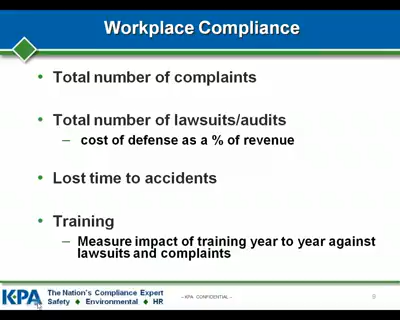 Workplace Compliance
• Total number of complaints
• Total number of lawsuits/audits
– cost of defense as a % of revenue
• Lost time to accidents
• Training
– Measure impact of training year to year against
lawsuits and complaints
KPA
The Nation's Compliance Expert
Safety ◆ Environmental ◆ HR
– KPA CONFIDENTIAL –
9